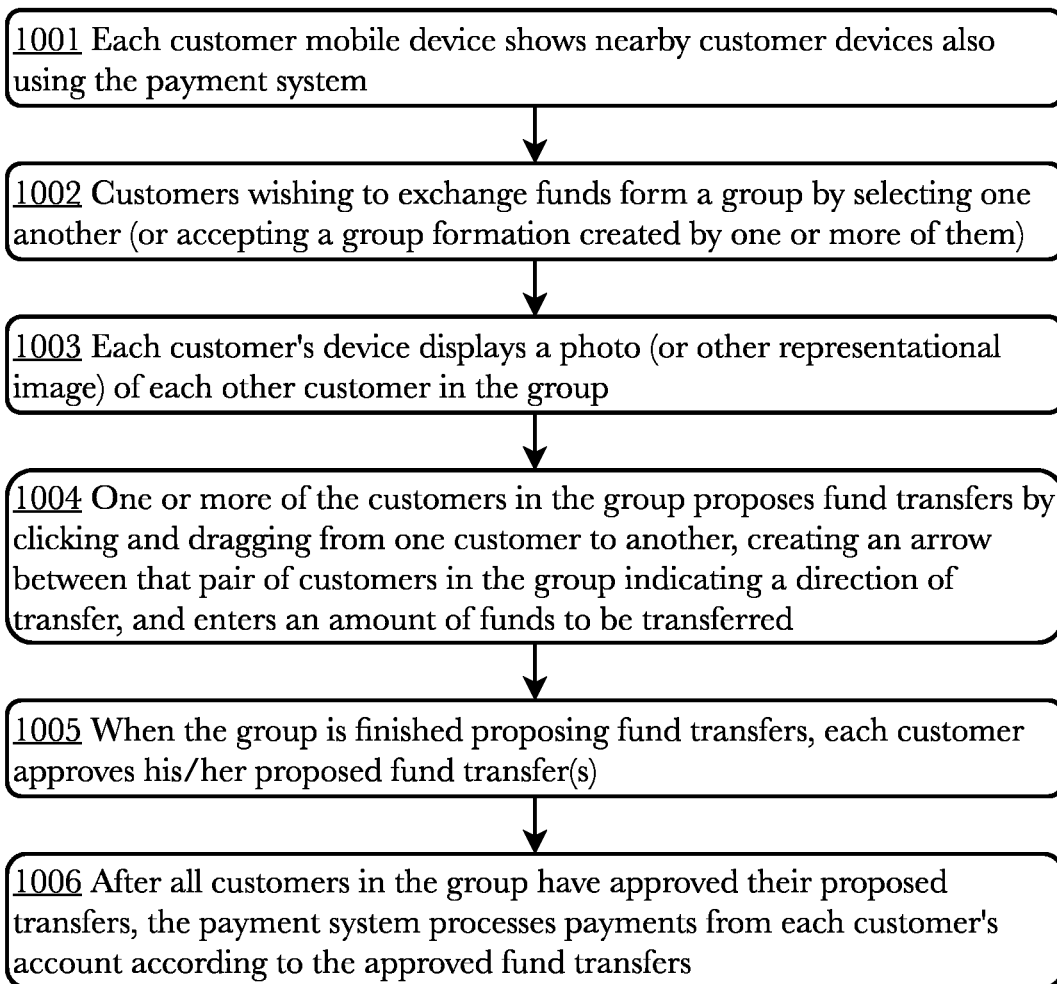 1001 Each customer mobile device shows nearby customer devices also
using the payment system
1002 Customers wishing to exchange funds form a group by selecting one
another (or accepting a group formation created by one or more of them)
1003 Each customer's device displays a photo (or other representational
image) of each other customer in the group
1004 One or more of the customers in the group proposes fund transfers by
clicking and dragging from one customer to another, creating an arrow
between that pair of customers in the group indicating a direction of
transfer, and enters an amount of funds to be transferred
1005 When the group is finished proposing fund transfers, each customer
approves his/her proposed fund transfer(s)
1006 After all customers in the group have approved their proposed
transfers, the payment system processes payments from each customer's
account according to the approved fund transfers